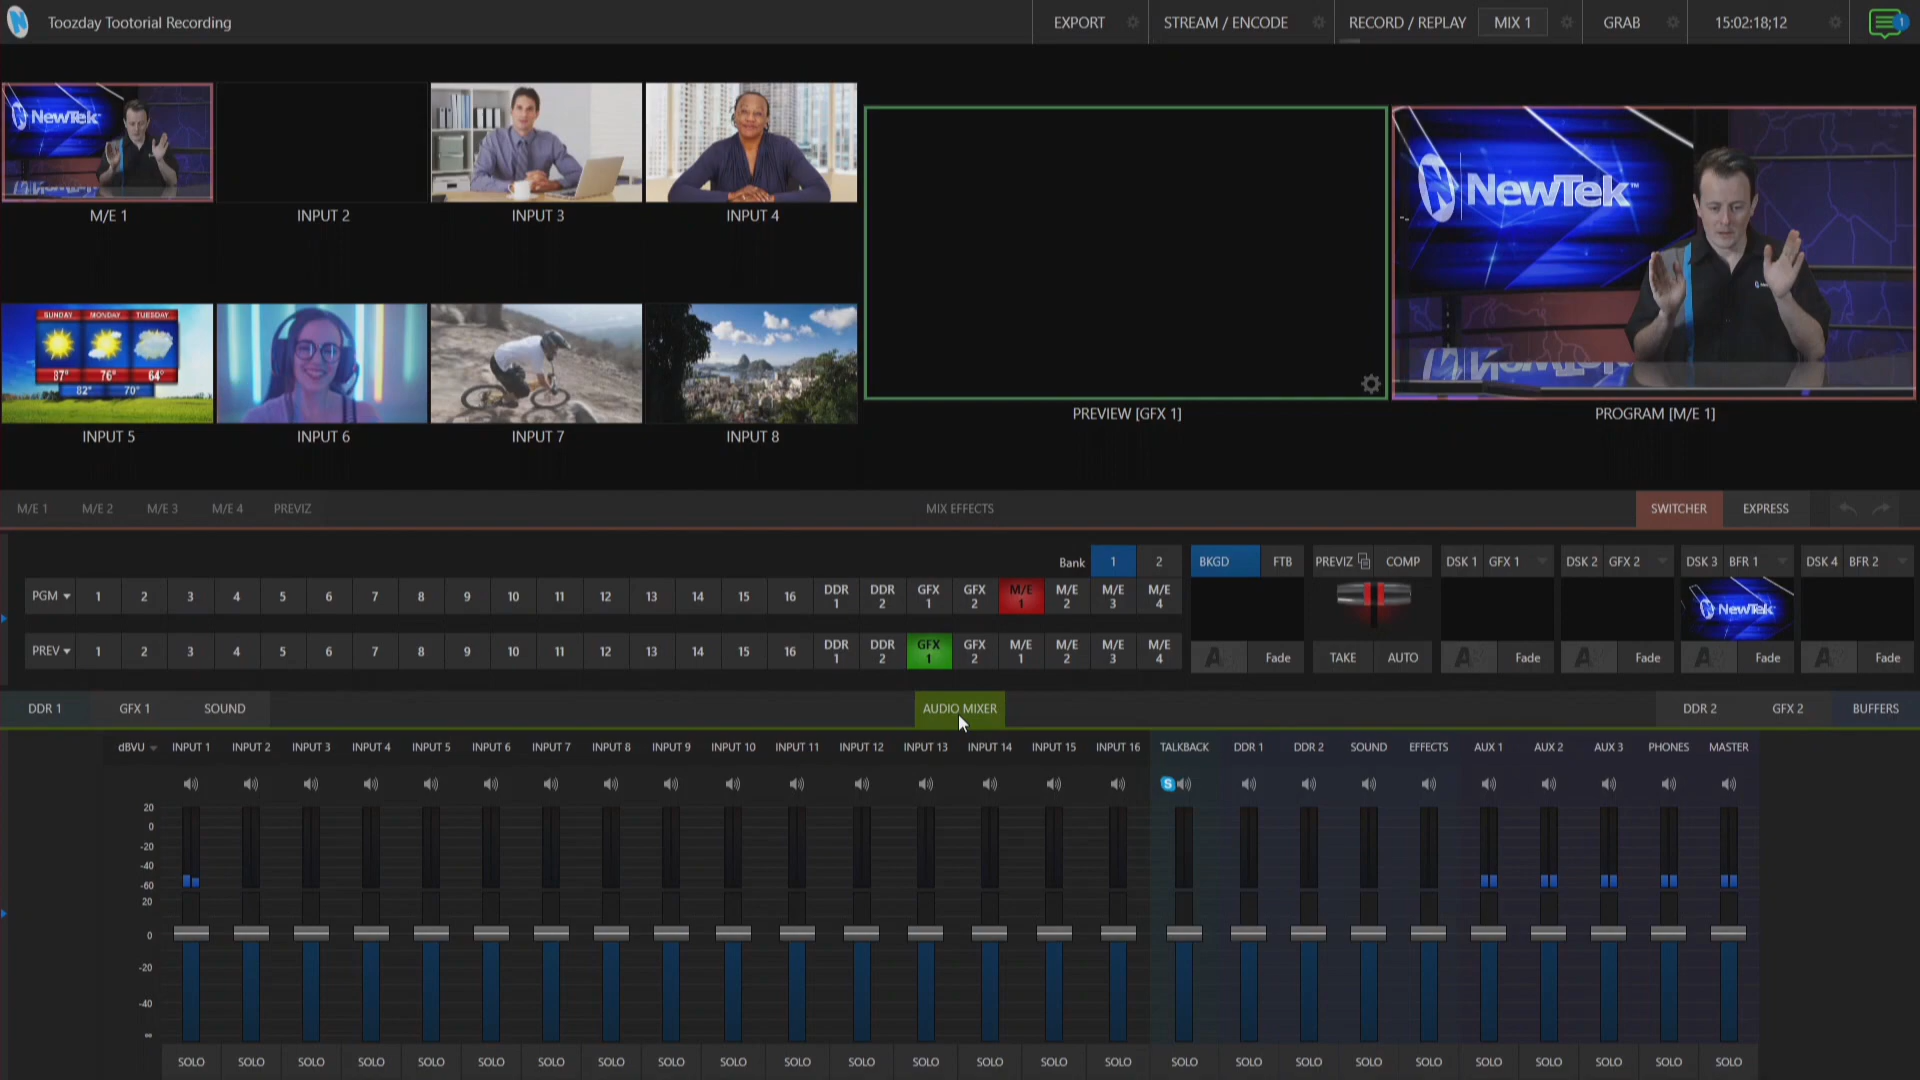 Toozday Tootorial Recording
EXPORT
STREAM / ENCODE
RECORD / REPLAY
MIX 1
GRAB
15:02:18;12
1
NewTek
M/E 1
INPUT 2
INPUT 3
INPUT 4
SUNDAY MONDAY TUESDAY
87° 76° 64°
82° 70°
INPUT 5
INPUT 6
INPUT 7
INPUT 8
PREVIEW [GFX 1]
NewTek™
PROGRAM [M/E 1]
M/E 1 M/E 2 M/E 3 M/E 4 PREVIZ
MIX EFFECTS
SWITCHER EXPRESS
Bank 1 2
PGM 1 2 3 4 5 6 7 8 9 10 11 12 13 14 15 16 DDR 1 DDR 2 GFX 1 GFX 2 M/E 1 M/E 2 M/E 3 M/E 4
PREV 1 2 3 4 5 6 7 8 9 10 11 12 13 14 15 16 DDR 1 DDR 2 GFX 1 GFX 2 M/E 1 M/E 2 M/E 3 M/E 4
BKGD FTB PREVIZ COMP DSK 1 GFX 1 DSK 2 GFX 2 DSK 3 BFR 1 DSK 4 BFR 2
NewTek
Fade TAKE AUTO Fade Fade Fade Fade
DDR 1 GFX 1 SOUND
AUDIO MIXER
DDR 2 GFX 2 BUFFERS
dBVU INPUT 1 INPUT 2 INPUT 3 INPUT 4 INPUT 5 INPUT 6 INPUT 7 INPUT 8 INPUT 9 INPUT 10 INPUT 11 INPUT 12 INPUT 13 INPUT 14 INPUT 15 INPUT 16 TALKBACK DDR 1 DDR 2 SOUND EFFECTS AUX 1 AUX 2 AUX 3 PHONES MASTER
20
0
-20
-40
-60
20
0
-20
-40
-∞
SOLO SOLO SOLO SOLO SOLO SOLO SOLO SOLO SOLO SOLO SOLO SOLO SOLO SOLO SOLO SOLO SOLO SOLO SOLO SOLO SOLO SOLO SOLO SOLO SOLO SOLO